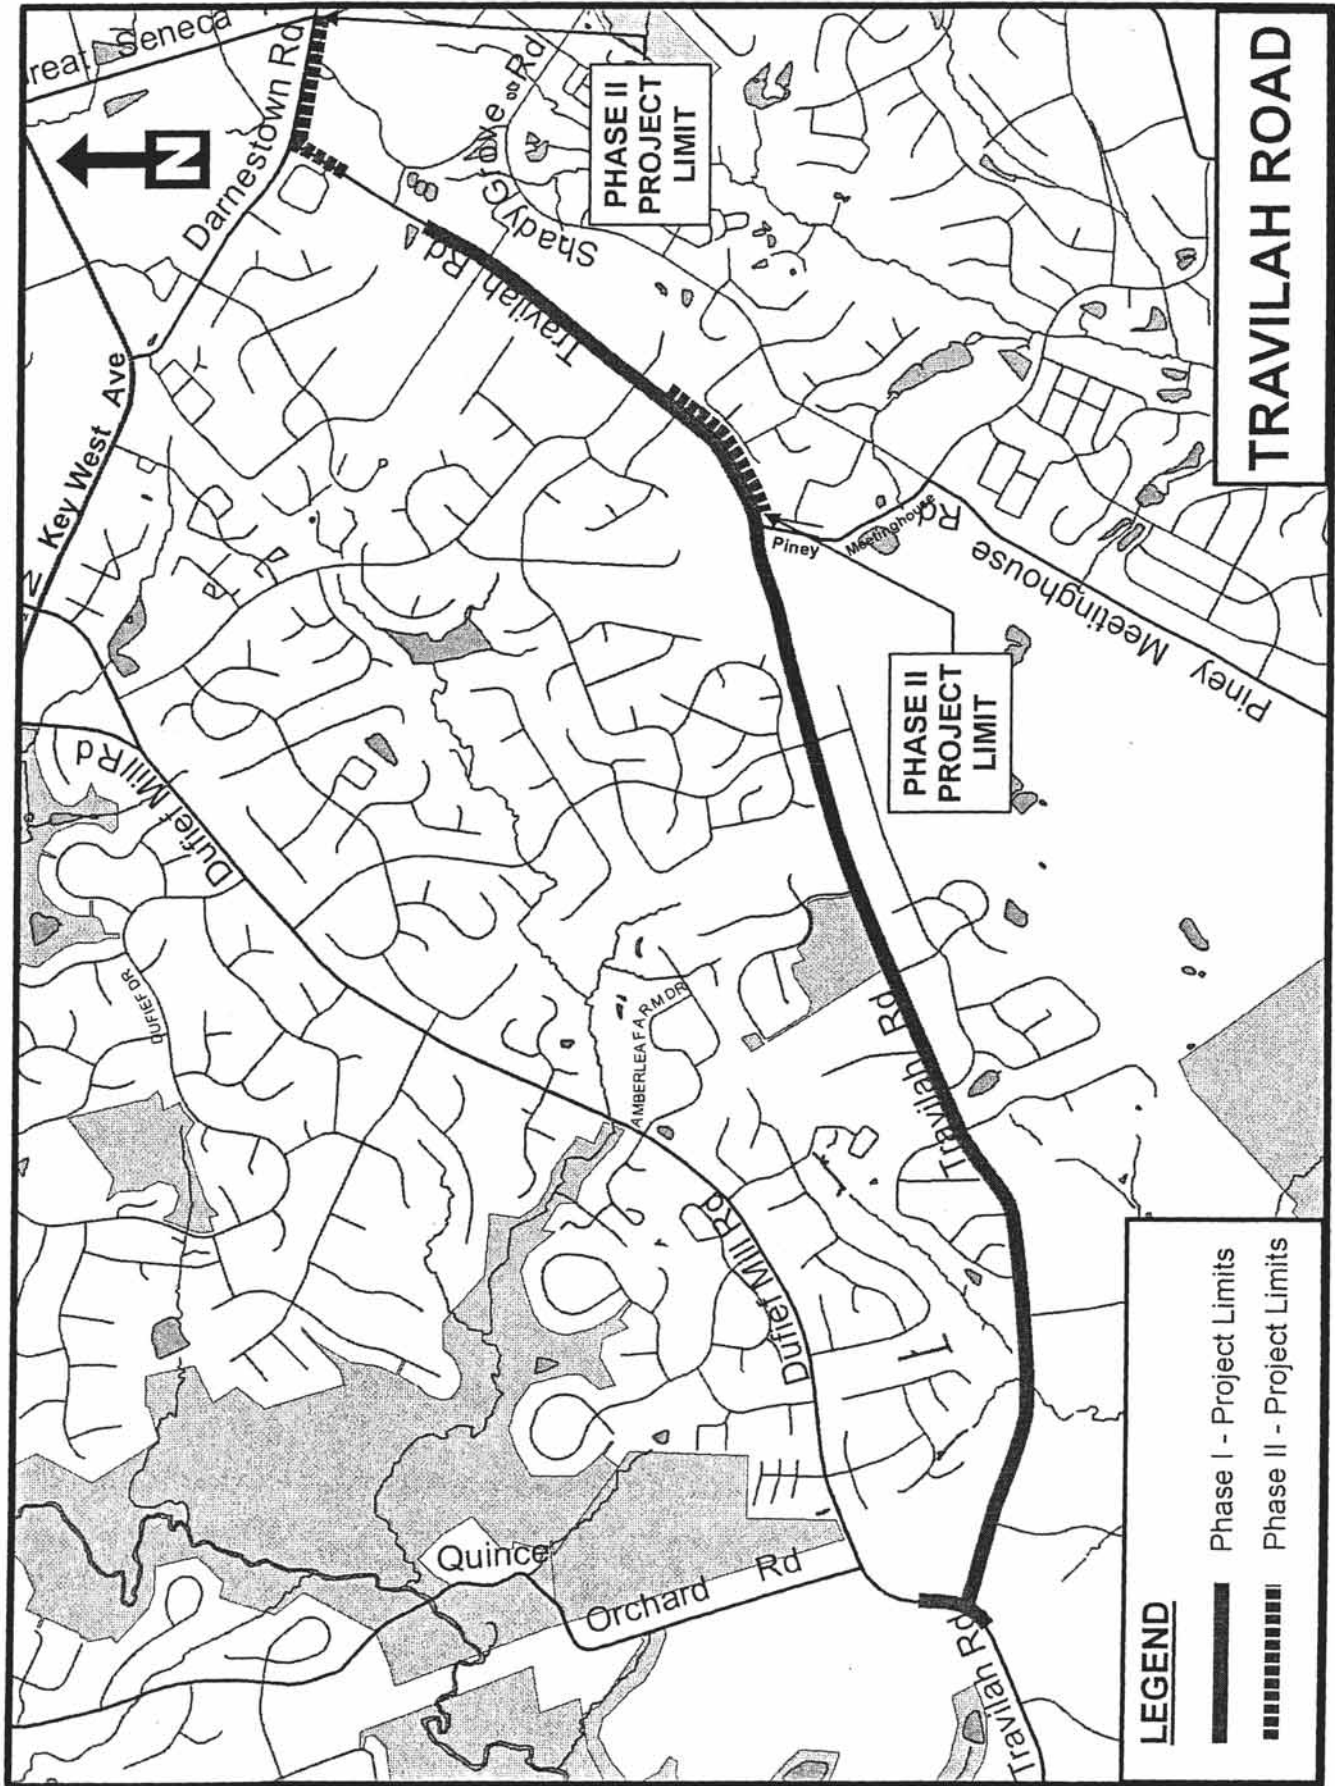 reat Seneca
Darnestown Rd
N
Key West Ave
Shady Grove Rd
PHASE II
PROJECT
LIMIT
TRAVILAH ROAD
Travilah Rd
Piney
Meetinghouse
Piney Meetinghouse Rd
PHASE II
PROJECT
LIMIT
Dufief Mill Rd
DUFIEF DR
AMBERLEA FARM DR
Travilah Rd
Dufief Mill Rd
Quince
Orchard Rd
Travilah Rd
LEGEND
Phase I - Project Limits
Phase II - Project Limits